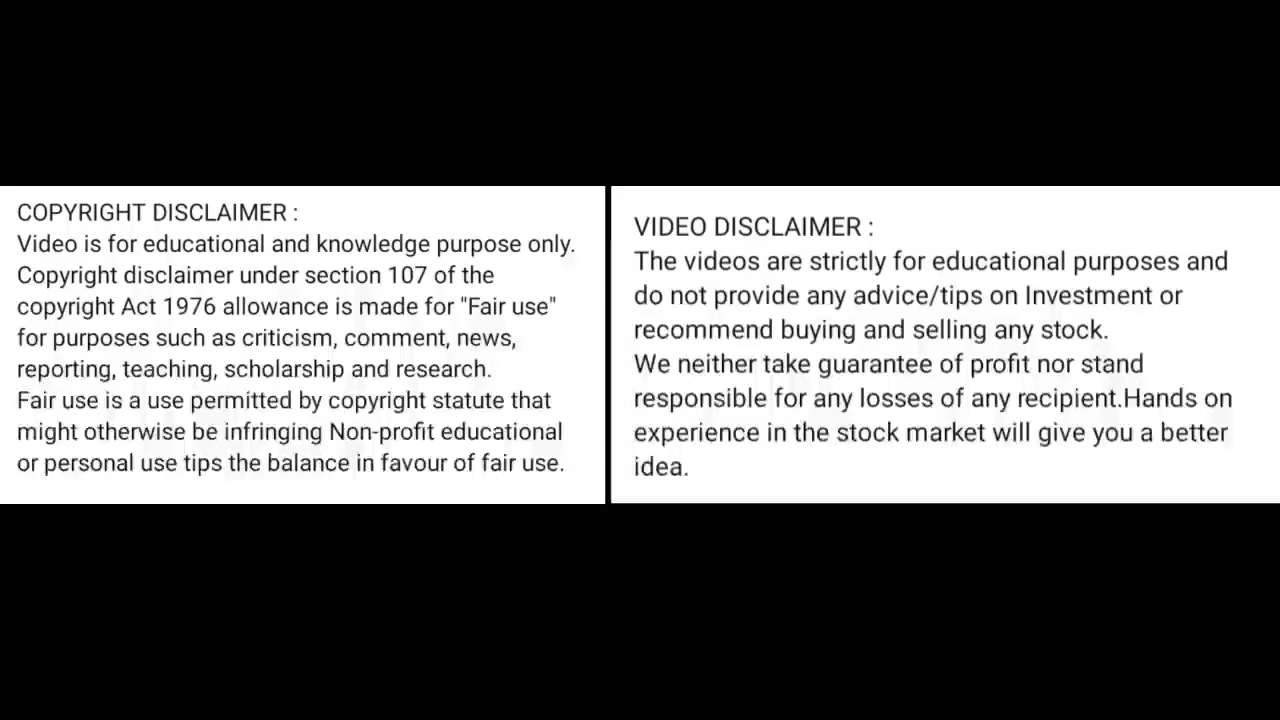 COPYRIGHT DISCLAIMER :
Video is for educational and knowledge purpose only.
Copyright disclaimer under section 107 of the
copyright Act 1976 allowance is made for "Fair use"
for purposes such as criticism, comment, news,
reporting, teaching, scholarship and research.
Fair use is a use permitted by copyright statute that
might otherwise be infringing Non-profit educational
or personal use tips the balance in favour of fair use.
VIDEO DISCLAIMER :
The videos are strictly for educational purposes and
do not provide any advice/tips on Investment or
recommend buying and selling any stock.
We neither take guarantee of profit nor stand
responsible for any losses of any recipient.Hands on
experience in the stock market will give you a better
idea.